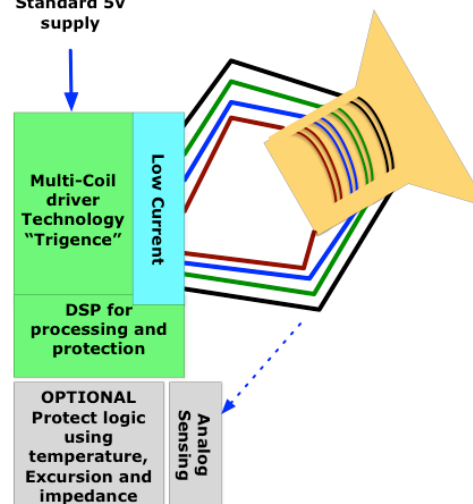 Standard 5V
supply
Multi-Coil
driver
Technology
“Trigence”
Low Current
DSP for
processing and
protection
OPTIONAL
Protect logic
using
temperature,
Excursion and
impedance
Analog
Sensing